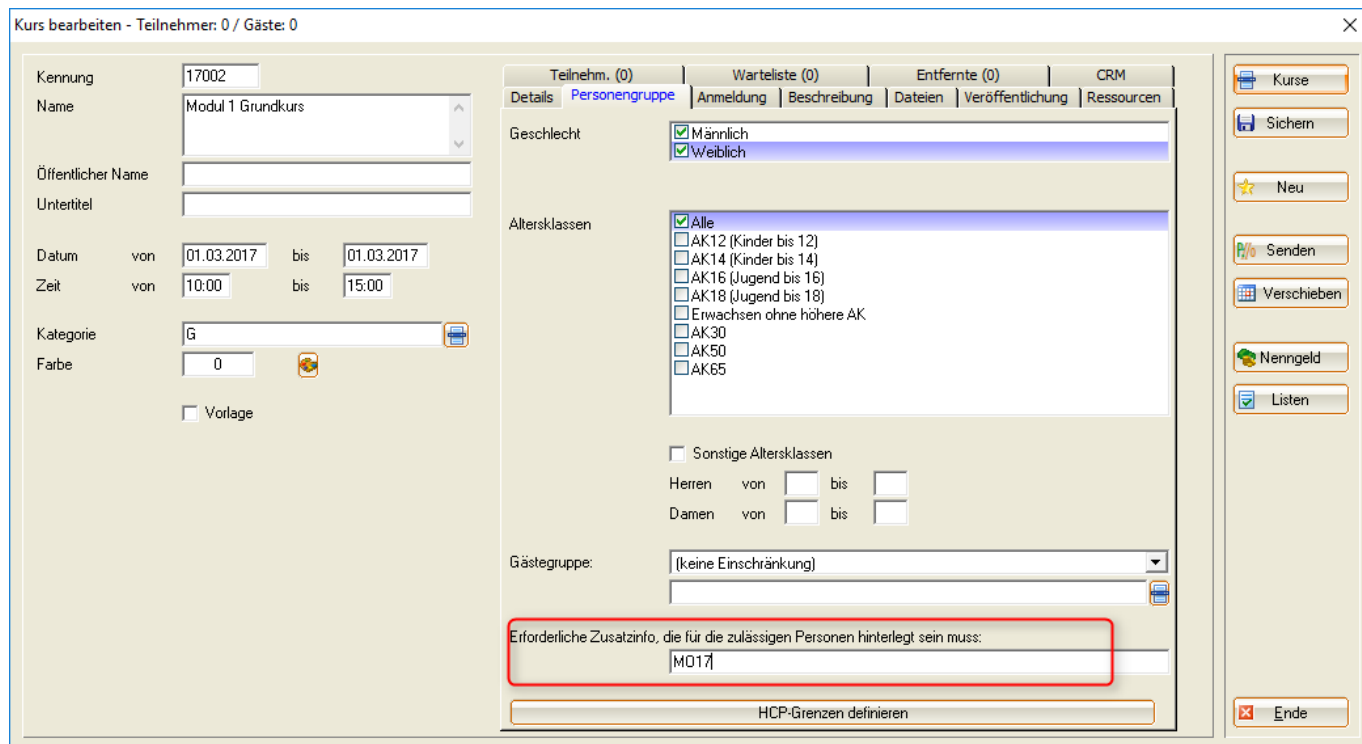 Kurs bearbeiten - Teilnehmer: 0 / Gäste: 0
Kennung 17002
Name Modul 1 Grundkurs
Öffentlicher Name
Untertitel
Datum von 01.03.2017 bis 01.03.2017
Zeit von 10:00 bis 15:00
Kategorie G
Farbe 0
Vorlage
Teilnehm. (0) Warteliste (0) Entfernte (0) CRM
Details Personengruppe Anmeldung Beschreibung Dateien Veröffentlichung Ressourcen
Geschlecht Männlich
Weiblich
Altersklassen Alle
AK12 (Kinder bis 12)
AK14 (Kinder bis 14)
AK16 (Jugend bis 16)
AK18 (Jugend bis 18)
Erwachsen ohne höhere AK
AK30
AK50
AK65
Sonstige Altersklassen
Herren von bis
Damen von bis
Gästegruppe: (keine Einschränkung)
Erforderliche Zusatzinfo, die für die zulässigen Personen hinterlegt sein muss:
MO17
HCP-Grenzen definieren
Kurse
Sichern
Neu
Senden
Verschieben
Nenngeld
Listen
Ende